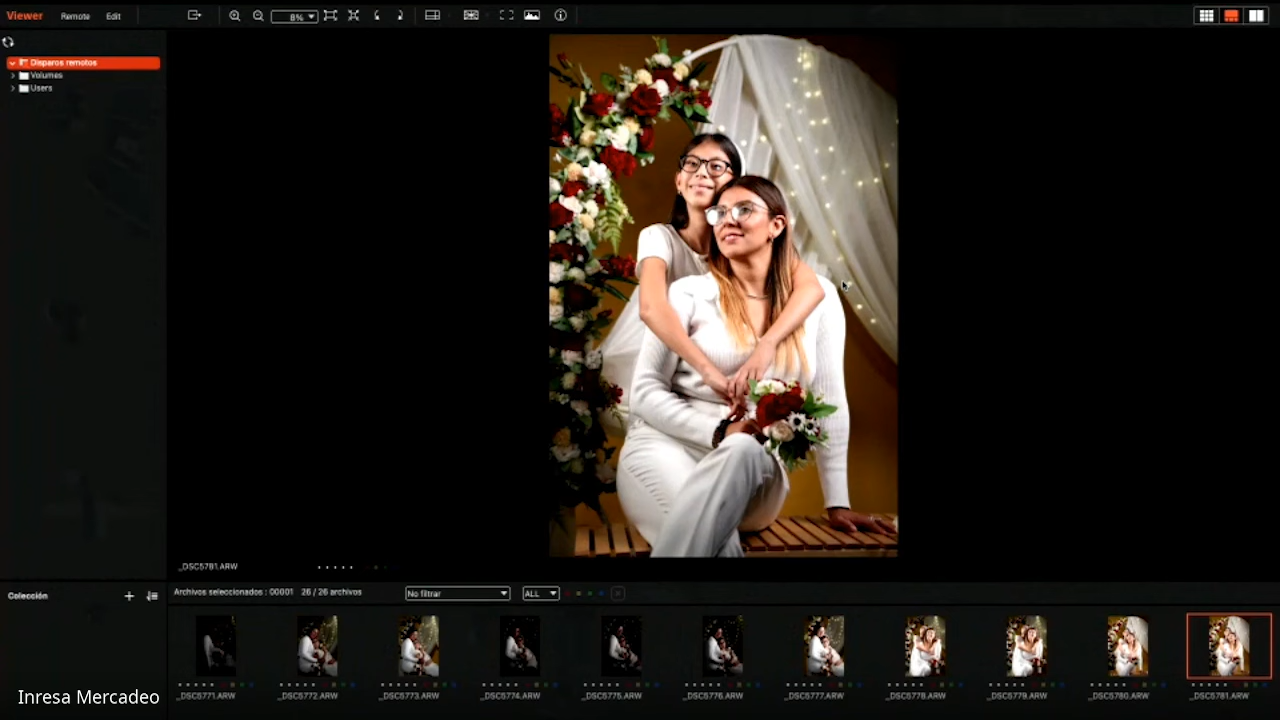 Viewer Remote Edit 8%
Disparos remotos
Volumes
Users
_DSC5781.ARW
Colección
Archivos seleccionados : 00001 26 / 26 archivos No filtrar ALL
_DSC5771.ARW _DSC5772.ARW _DSC5773.ARW _DSC5774.ARW _DSC5775.ARW _DSC5776.ARW _DSC5777.ARW _DSC5778.ARW _DSC5779.ARW _DSC5780.ARW _DSC5781.ARW
Inresa Mercadeo